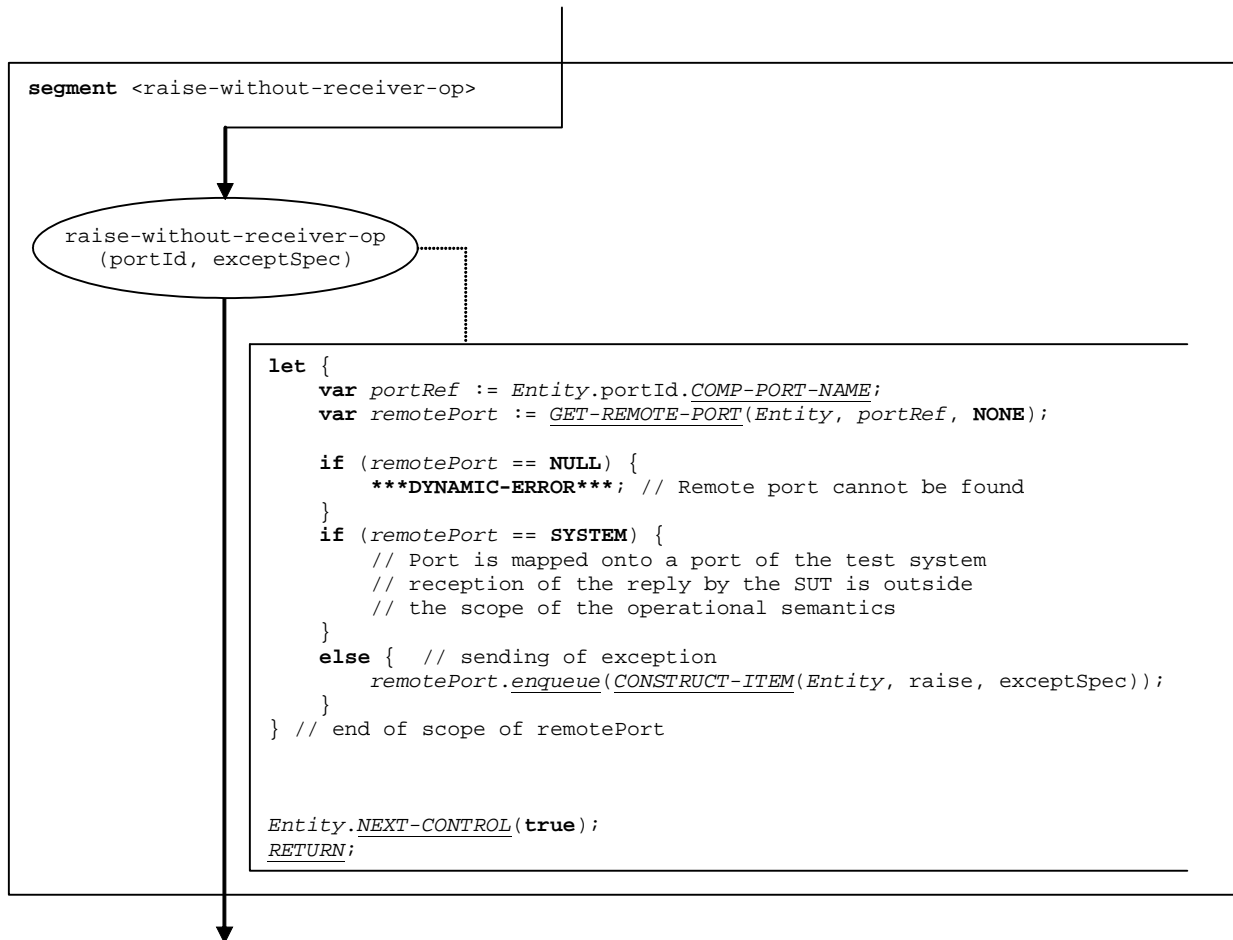 segment <raise-without-receiver-op>
raise-without-receiver-op
(portId, exceptSpec)
let {
var portRef := Entity.portId.COMP-PORT-NAME;
var remotePort := GET-REMOTE-PORT(Entity, portRef, NONE);
if (remotePort == NULL) {
***DYNAMIC-ERROR***; // Remote port cannot be found
}
if (remotePort == SYSTEM) {
// Port is mapped onto a port of the test system
// reception of the reply by the SUT is outside
// the scope of the operational semantics
}
else { // sending of exception
remotePort.enqueue(CONSTRUCT-ITEM(Entity, raise, exceptSpec));
}
} // end of scope of remotePort
Entity.NEXT-CONTROL(true);
RETURN;